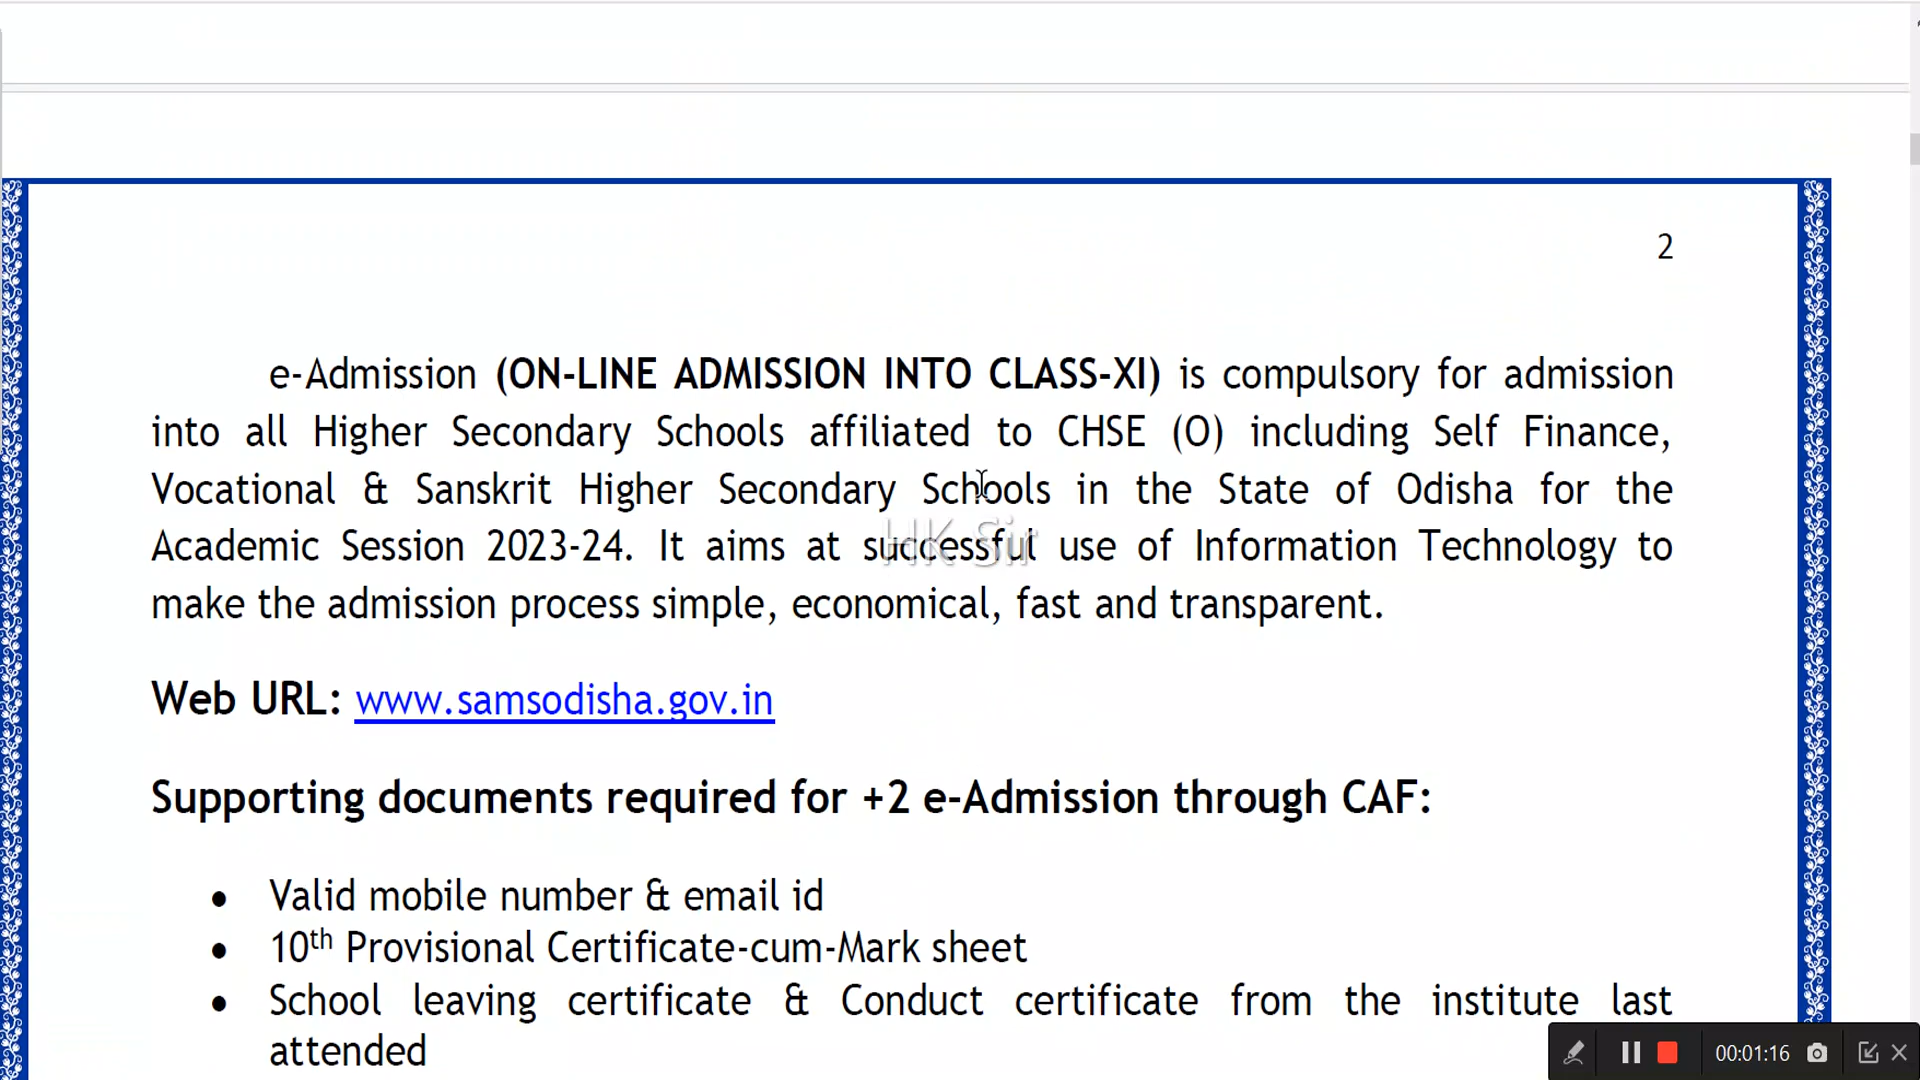 2
e-Admission (ON-LINE ADMISSION INTO CLASS-XI) is compulsory for admission
into all Higher Secondary Schools affiliated to CHSE (O) including Self Finance,
Vocational & Sanskrit Higher Secondary Schools in the State of Odisha for the
Academic Session 2023-24. It aims at successful use of Information Technology to
HK Sir
make the admission process simple, economical, fast and transparent.
Web URL: www.samsodisha.gov.in
Supporting documents required for +2 e-Admission through CAF:
• Valid mobile number & email id
• 10th Provisional Certificate-cum-Mark sheet
• School leaving certificate & Conduct certificate from the institute last
attended
00:01:16